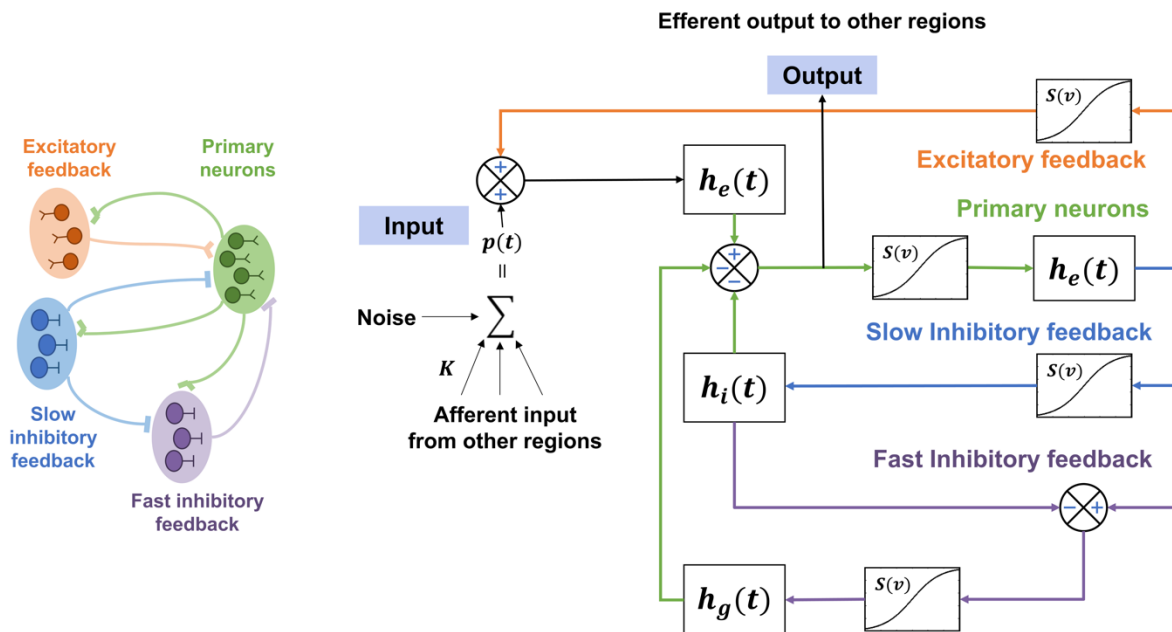 Efferent output to other regions
Output
S(v)
Excitatory feedback
Excitatory
feedback
Primary
neurons
+
+
h_e(t)
Input
p(t)
=
Primary neurons
+
−
−
S(v)
h_e(t)
Noise
∑
K
Afferent input
from other regions
Slow Inhibitory feedback
h_i(t)
S(v)
Slow
inhibitory
feedback
Fast inhibitory
feedback
Fast Inhibitory feedback
− +
h_g(t)
S(v)